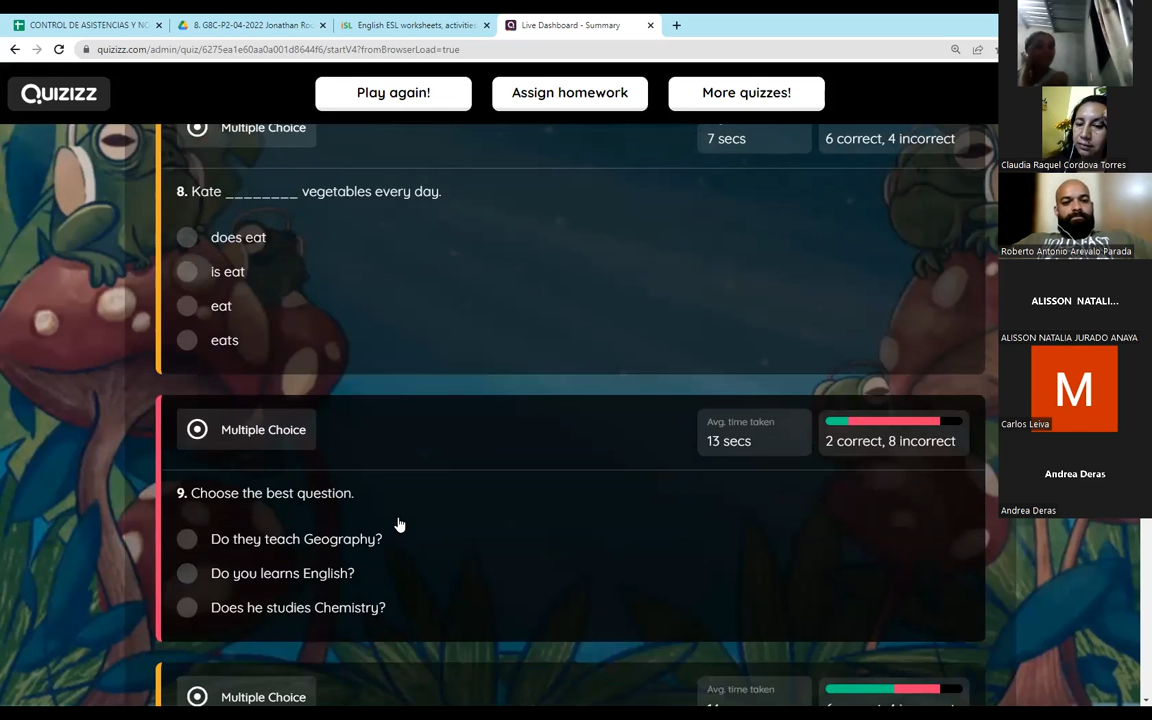 CONTROL DE ASISTENCIAS Y NO
8. G8C-P2-04-2022 Jonathan Ro
English ESL worksheets, activities
Live Dashboard - Summary
quizizz.com/admin/quiz/6275ea1e60aa0a001d8644f6/startV4?fromBrowserLoad=true
QUIZIZZ
Play again!
Assign homework
More quizzes!
Multiple Choice
7 secs
6 correct, 4 incorrect
8. Kate ________ vegetables every day.
does eat
is eat
eat
eats
Multiple Choice
Avg. time taken
13 secs
2 correct, 8 incorrect
9. Choose the best question.
Do they teach Geography?
Do you learns English?
Does he studies Chemistry?
Multiple Choice
Avg. time taken
Claudia Raquel Cordova Torres
Roberto Antonio Arevalo Parada
ALISSON NATALI...
ALISSON NATALIA JURADO ANAYA
M
Carlos Leiva
Andrea Deras
Andrea Deras